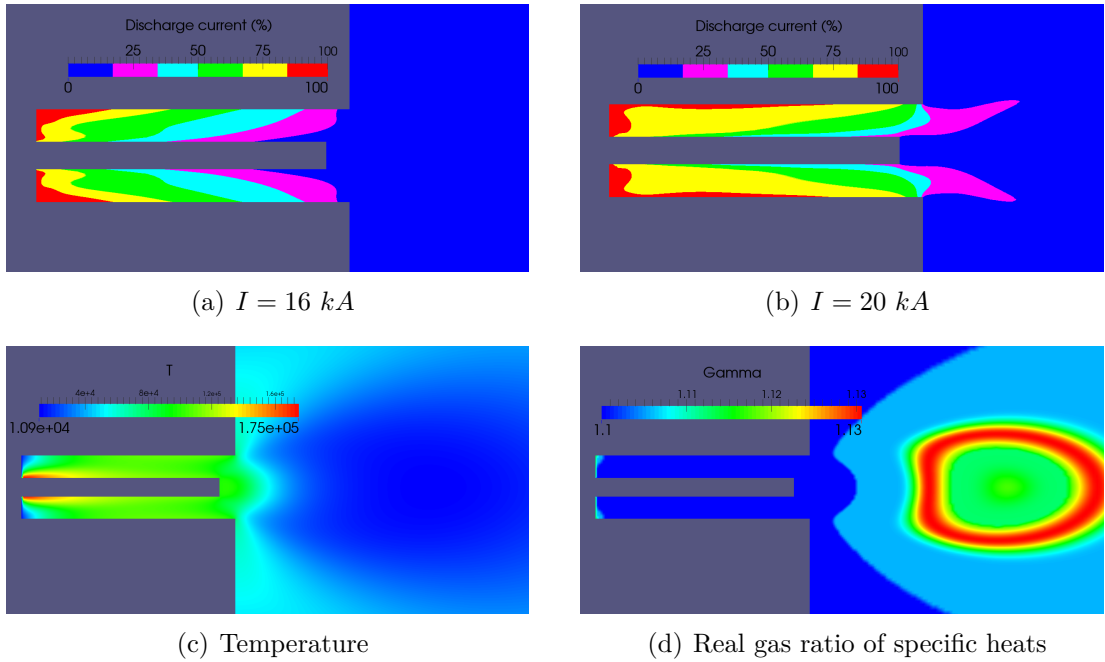 Discharge current (%)
25 50 75 100
0 100
(a) I = 16 kA
Discharge current (%)
25 50 75 100
0 100
(b) I = 20 kA
T
4e+4 8e+4 1.2e+5 1.6e+5
1.09e+04 1.75e+05
(c) Temperature
Gamma
1.11 1.12 1.13
1.1 1.13
(d) Real gas ratio of specific heats